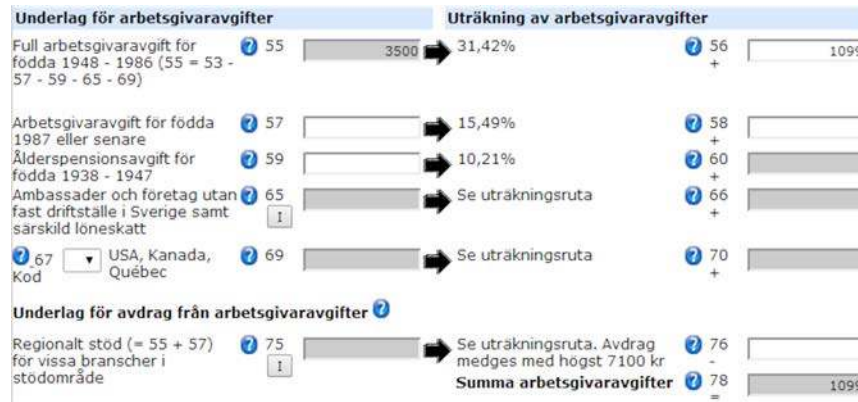 Underlag för arbetsgivaravgifter Uträkning av arbetsgivaravgifter
Full arbetsgivaravgift för ? 55 3500 31,42% ? 56 1099
födda 1948 - 1986 (55 = 53 - +
57 - 59 - 65 - 69)
Arbetsgivaravgift för födda ? 57 15,49% ? 58
1987 eller senare +
Ålderspensionsavgift för ? 59 10,21% ? 60
födda 1938 - 1947 +
Ambassader och företag utan ? 65 Se uträkningsruta ? 66
fast driftställe i Sverige samt I +
särskild löneskatt
? 67 USA, Kanada, ? 69 Se uträkningsruta ? 70
Kod Québec +
Underlag för avdrag från arbetsgivaravgifter ?
Regionalt stöd (= 55 + 57) ? 75 Se uträkningsruta. Avdrag ? 76
för vissa branscher i I medges med högst 7100 kr -
stödområde Summa arbetsgivaravgifter ? 78 1099
=